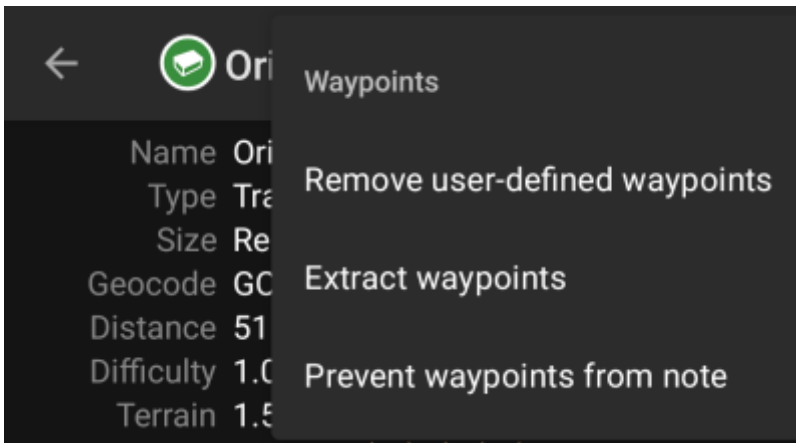 Ori
Waypoints
Name Ori
Remove user-defined waypoints
Type Tra
Size Re
Geocode GC
Extract waypoints
Distance 51
Difficulty 1.0
Prevent waypoints from note
Terrain 1.5